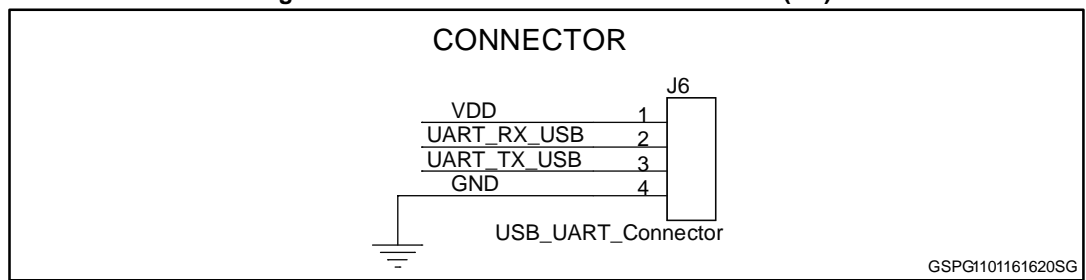 CONNECTOR
J6
VDD 1
UART_RX_USB 2
UART_TX_USB 3
GND 4
USB_UART_Connector
GSPG1101161620SG